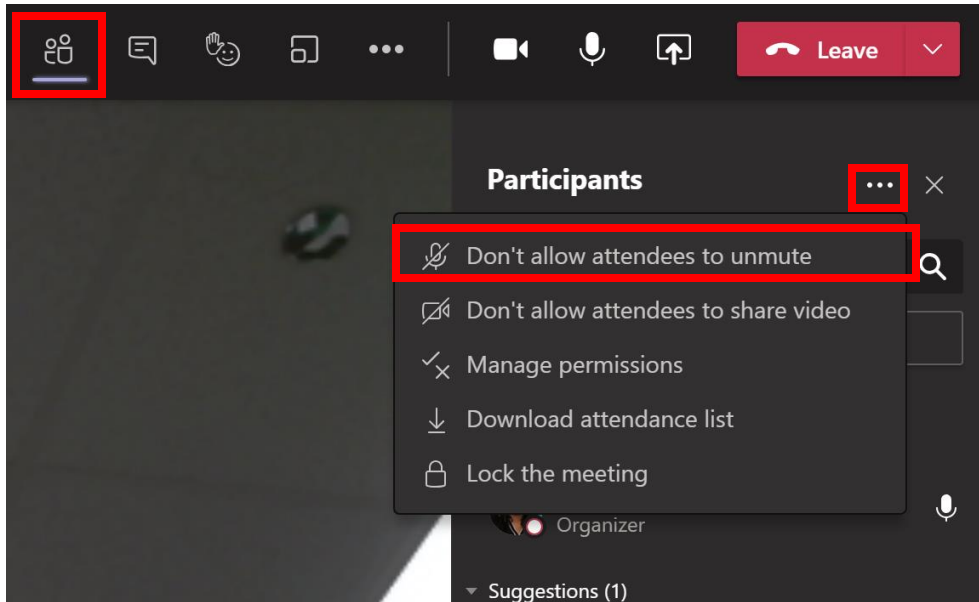 Leave
Participants
Don't allow attendees to unmute
Don't allow attendees to share video
Manage permissions
Download attendance list
Lock the meeting
Organizer
Suggestions (1)